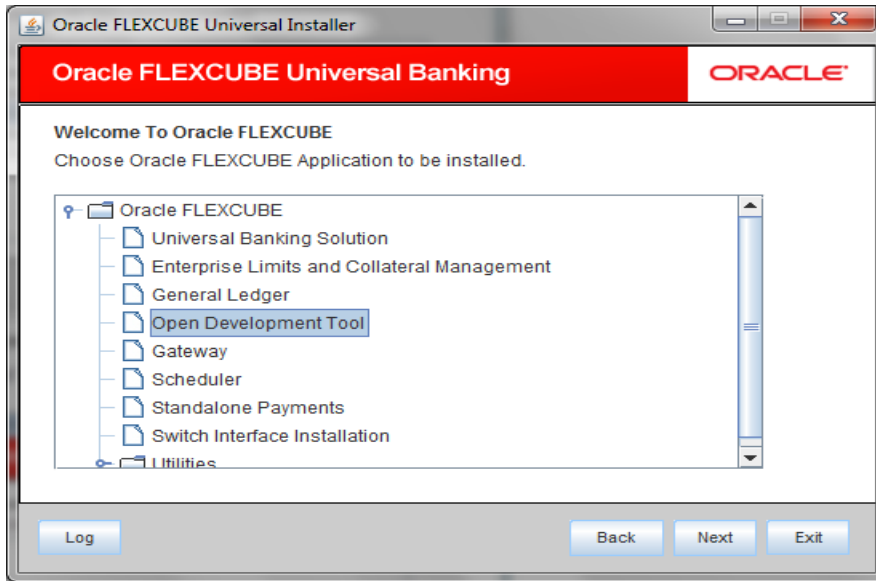 Oracle FLEXCUBE Universal Installer
Oracle FLEXCUBE Universal Banking
ORACLE
Welcome To Oracle FLEXCUBE
Choose Oracle FLEXCUBE Application to be installed.
Oracle FLEXCUBE
Universal Banking Solution
Enterprise Limits and Collateral Management
General Ledger
Open Development Tool
Gateway
Scheduler
Standalone Payments
Switch Interface Installation
Utilities
Log Back Next Exit